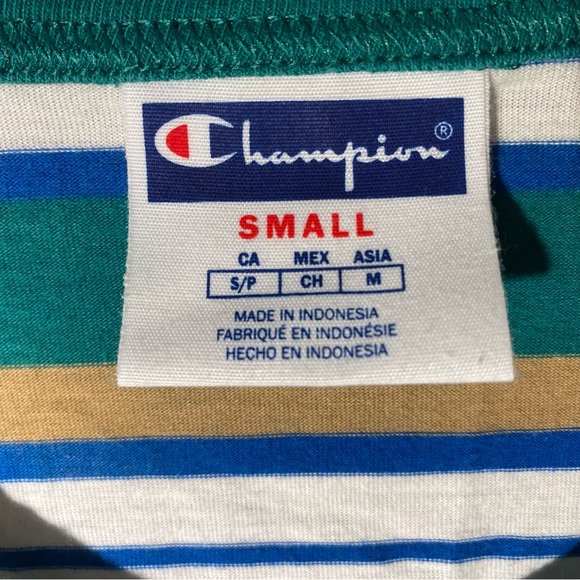 Champion®
SMALL
CA MEX ASIA
S/P CH M
MADE IN INDONESIA
FABRIQUÉ EN INDONÉSIE
HECHO EN INDONESIA